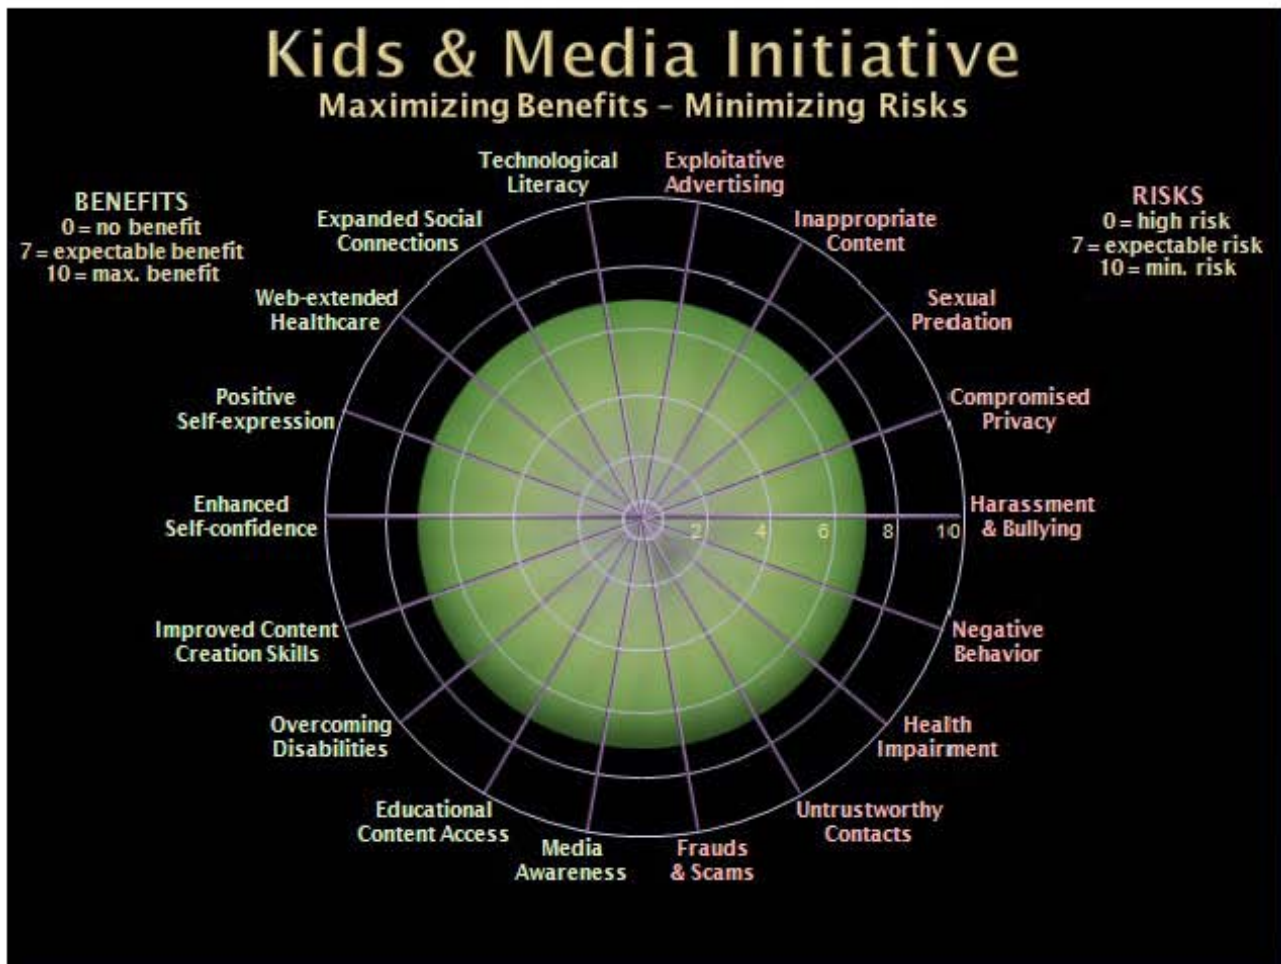 Kids & Media Initiative
Maximizing Benefits – Minimizing Risks
BENEFITS
0 = no benefit
7 = expectable benefit
10 = max. benefit
RISKS
0 = high risk
7 = expectable risk
10 = min. risk
Technological
Literacy
Exploitative
Advertising
Expanded Social
Connections
Inappropriate
Content
Web-extended
Healthcare
Sexual
Predation
Positive
Self-expression
Compromised
Privacy
Enhanced
Self-confidence
2 4 6 8 10
Harassment
& Bullying
Improved Content
Creation Skills
Negative
Behavior
Overcoming
Disabilities
Health
Impairment
Educational
Content Access
Untrustworthy
Contacts
Media
Awareness
Frauds
& Scams